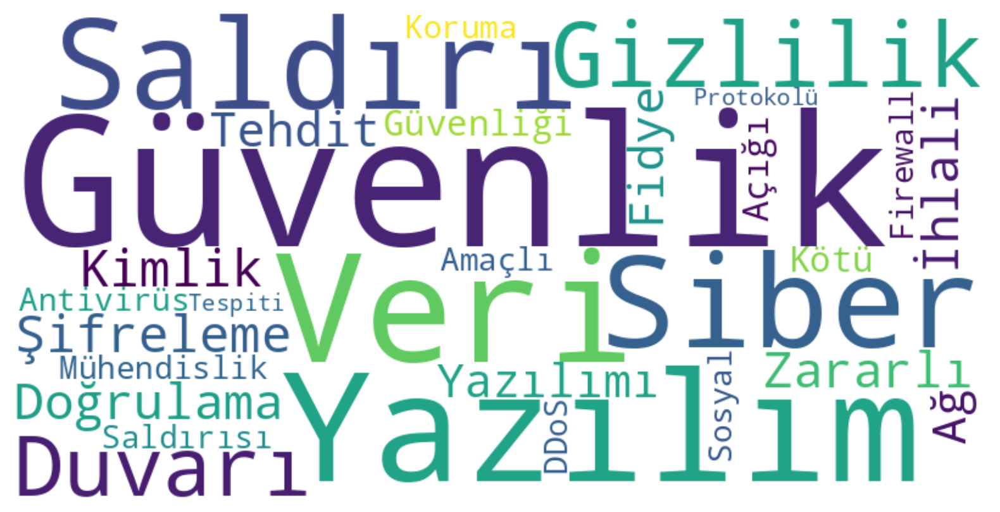 Saldırı
Koruma
Gizlilik
Protokolü
Güvenlik
Tehdit
Güvenliği
Fidye
Açığı
Firewall
İhlali
Kimlik
Veri
Amaçlı
Siber
Kötü
Antivirüs
Tespiti
Şifreleme
Mühendislik
Yazılımı
Sosyal
Zararlı
Doğrulama
Yazılım
DDoS
Ağ
Saldırısı
Duvarı